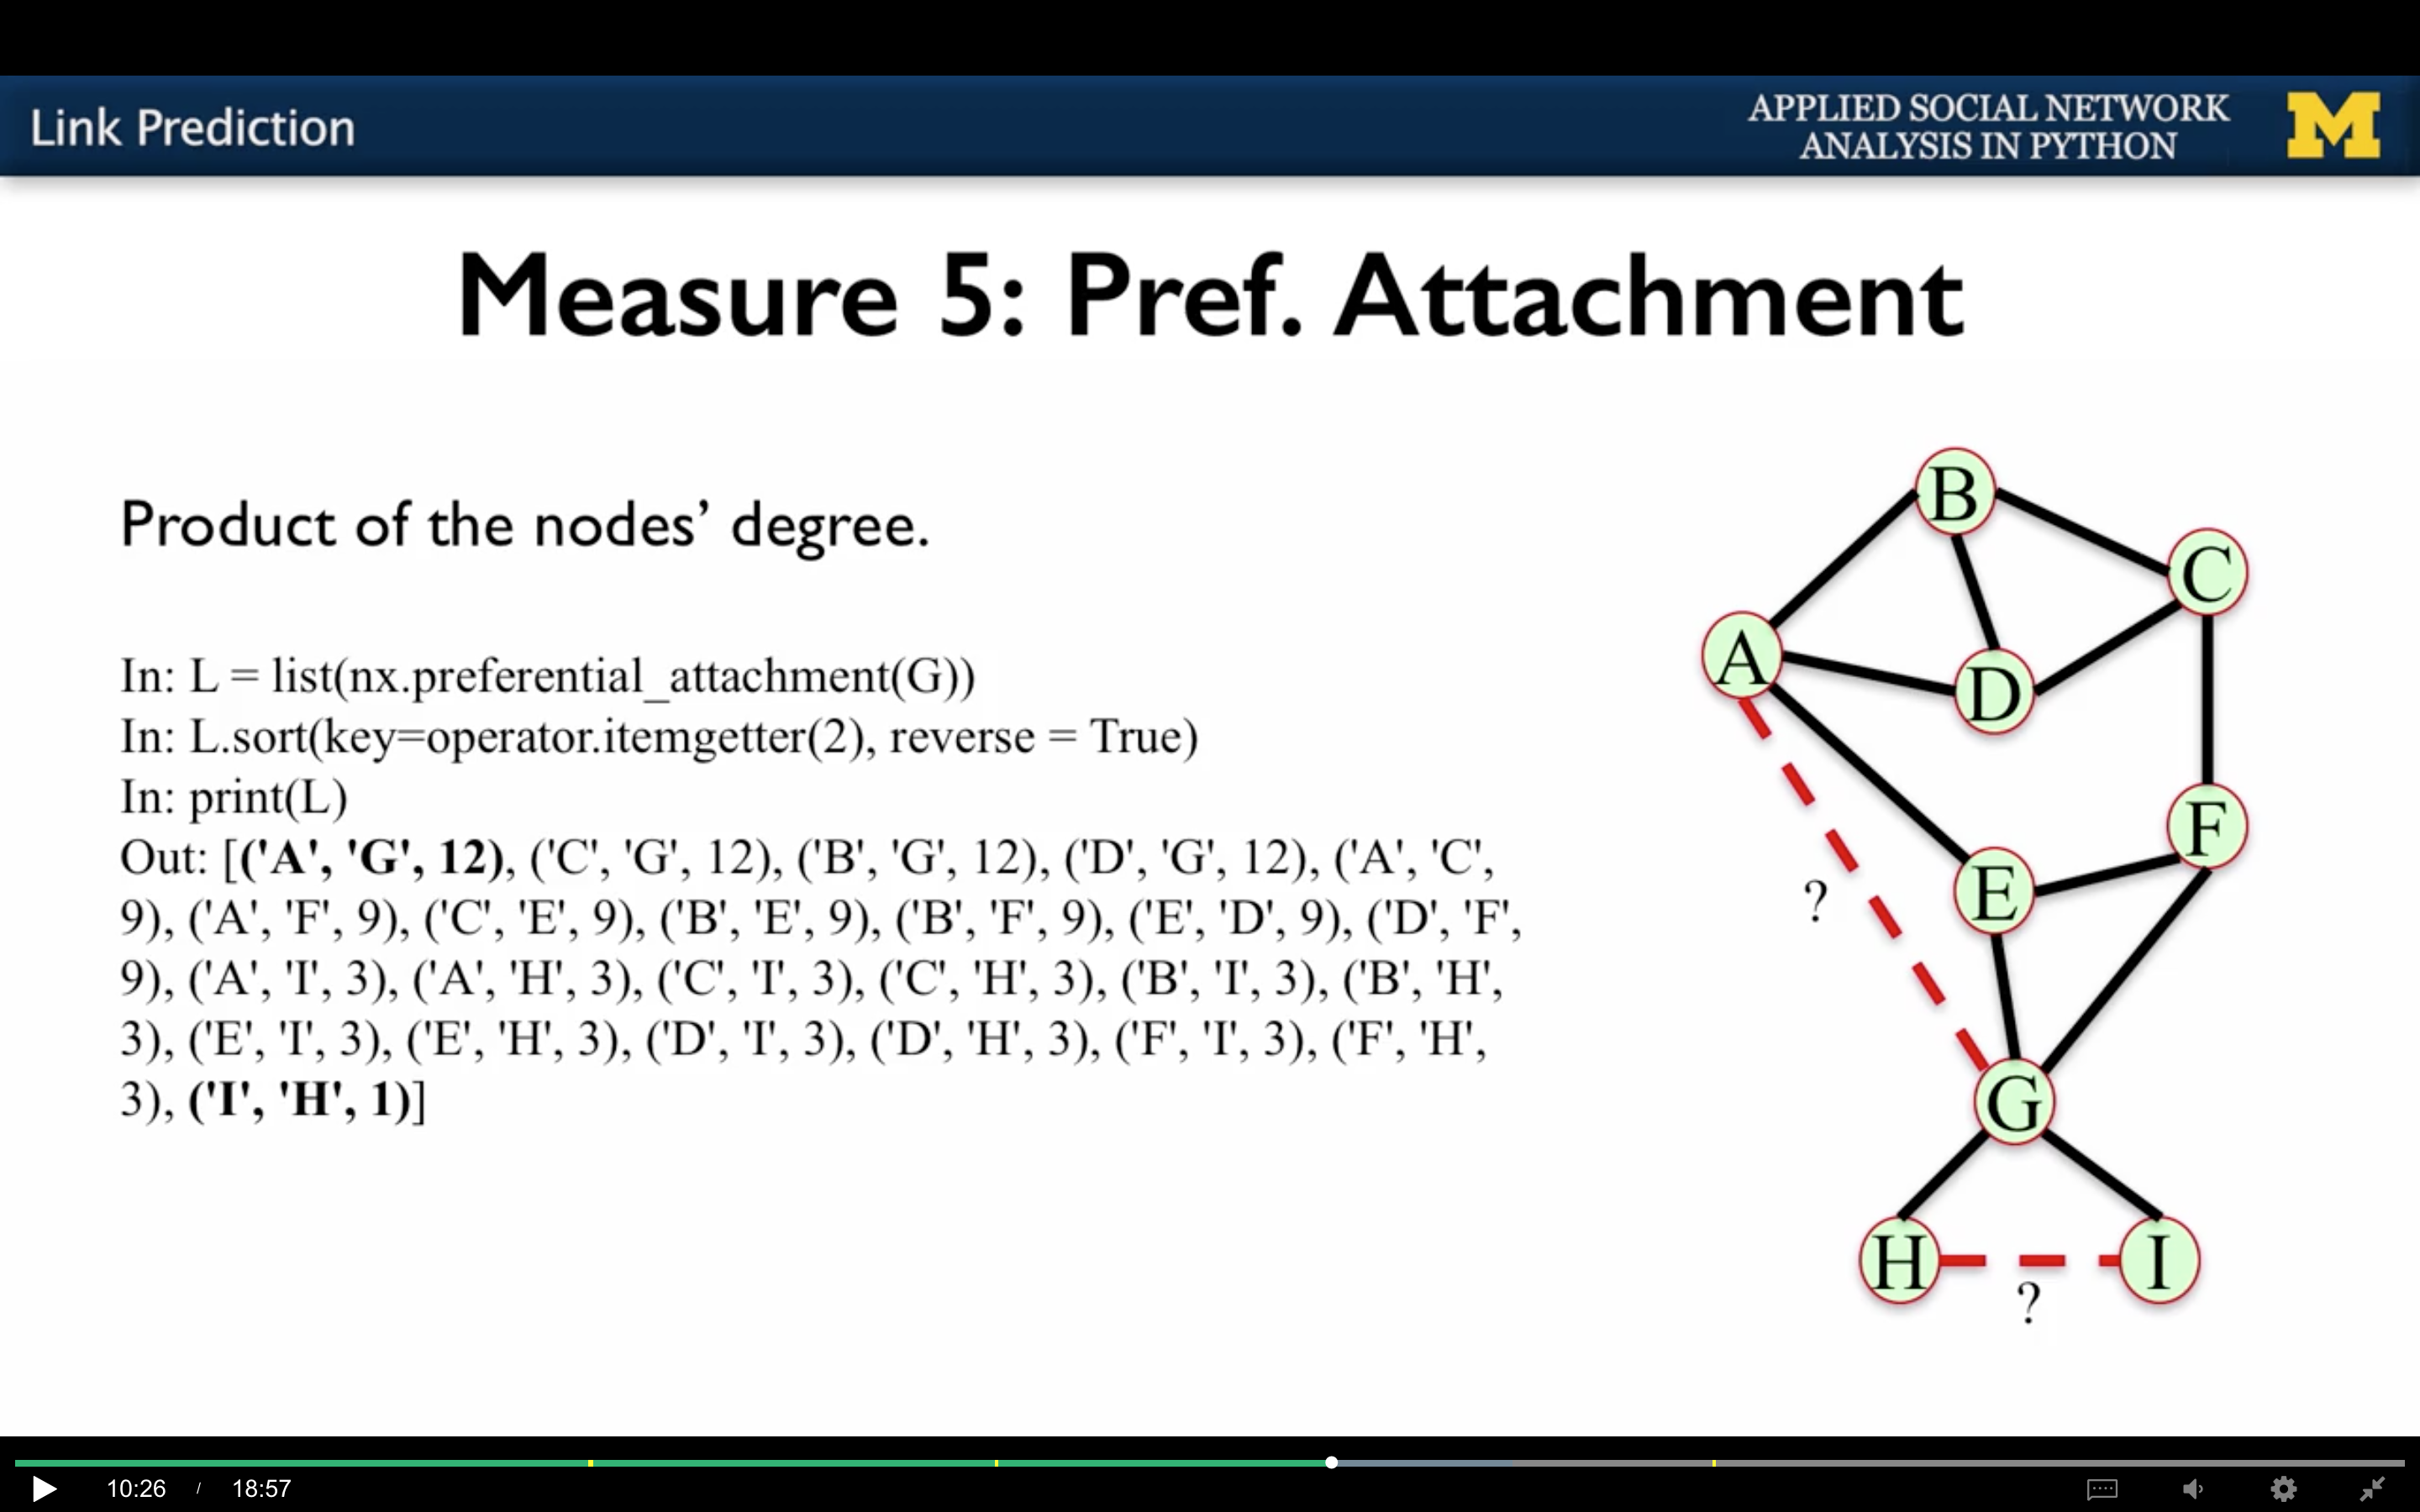 Link Prediction
APPLIED SOCIAL NETWORK
ANALYSIS IN PYTHON
M
Measure 5: Pref. Attachment
Product of the nodes’ degree.
In: L = list(nx.preferential_attachment(G))
In: L.sort(key=operator.itemgetter(2), reverse = True)
In: print(L)
Out: [('A', 'G', 12), ('C', 'G', 12), ('B', 'G', 12), ('D', 'G', 12), ('A', 'C',
9), ('A', 'F', 9), ('C', 'E', 9), ('B', 'E', 9), ('B', 'F', 9), ('E', 'D', 9), ('D', 'F',
9), ('A', 'I', 3), ('A', 'H', 3), ('C', 'I', 3), ('C', 'H', 3), ('B', 'I', 3), ('B', 'H',
3), ('E', 'I', 3), ('E', 'H', 3), ('D', 'I', 3), ('D', 'H', 3), ('F', 'I', 3), ('F', 'H',
3), ('I', 'H', 1)]
B
C
A
D
F
E
?
G
H
I
?
10:26 / 18:57